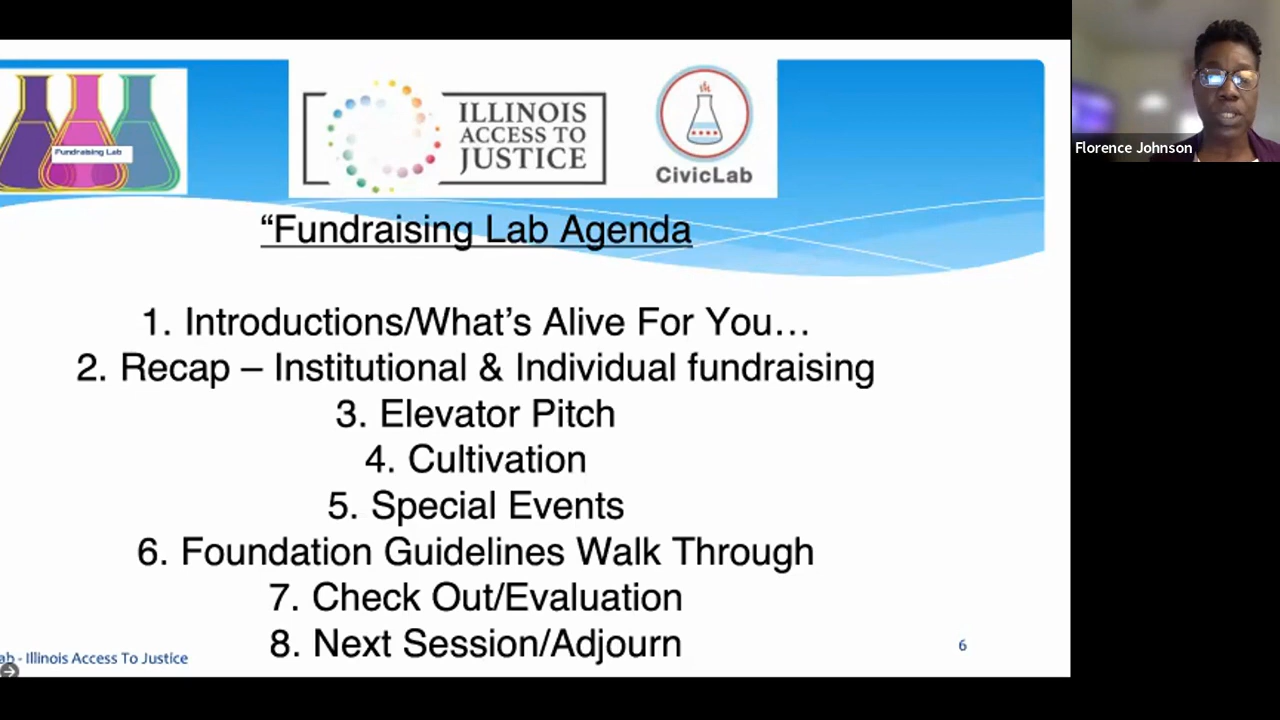 Fundraising Lab
ILLINOIS
ACCESS TO
JUSTICE
CivicLab
Florence Johnson
“Fundraising Lab Agenda
1. Introductions/What’s Alive For You…
2. Recap – Institutional & Individual fundraising
3. Elevator Pitch
4. Cultivation
5. Special Events
6. Foundation Guidelines Walk Through
7. Check Out/Evaluation
8. Next Session/Adjourn
ab - Illinois Access To Justice
6